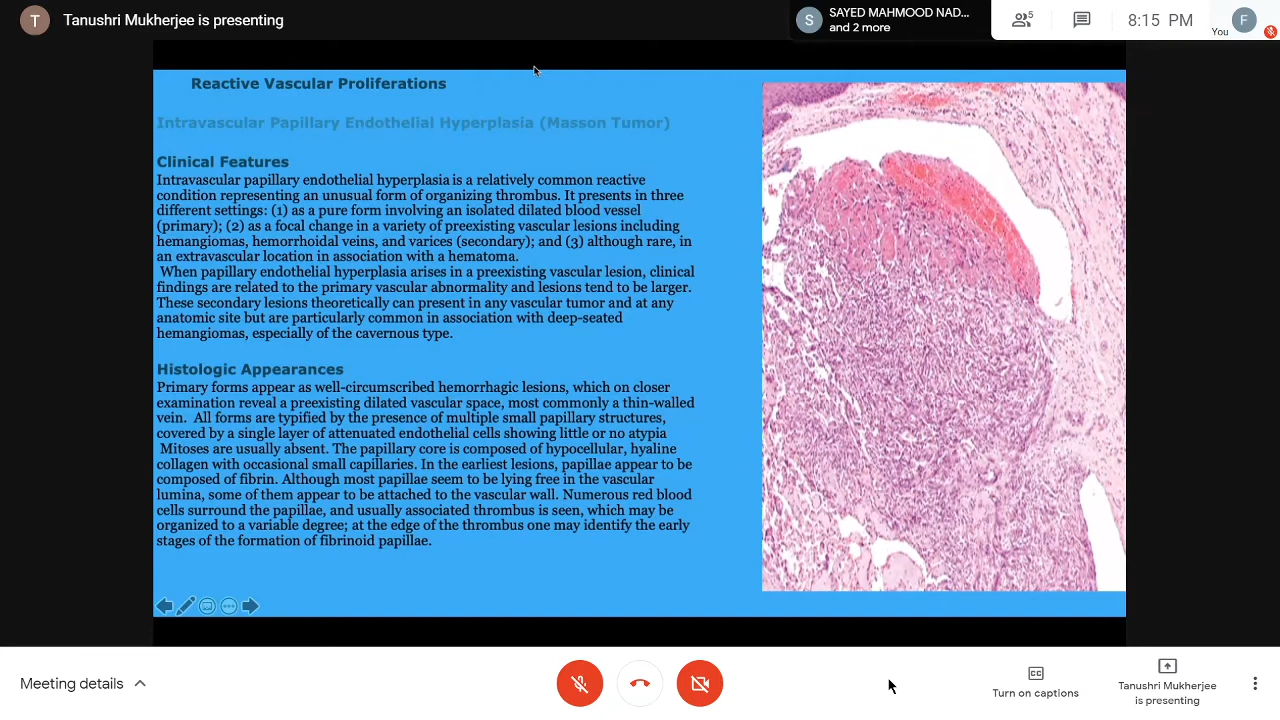 T
Tanushri Mukherjee is presenting
S
SAYED MAHMOOD NAD...
and 2 more
5
8:15 PM
You
F
Reactive Vascular Proliferations
Intravascular Papillary Endothelial Hyperplasia (Masson Tumor)
Clinical Features
Intravascular papillary endothelial hyperplasia is a relatively common reactive
condition representing an unusual form of organizing thrombus. It presents in three
different settings: (1) as a pure form involving an isolated dilated blood vessel
(primary); (2) as a focal change in a variety of preexisting vascular lesions including
hemangiomas, hemorrhoidal veins, and varices (secondary); and (3) although rare, in
an extravascular location in association with a hematoma.
When papillary endothelial hyperplasia arises in a preexisting vascular lesion, clinical
findings are related to the primary vascular abnormality and lesions tend to be larger.
These secondary lesions theoretically can present in any vascular tumor and at any
anatomic site but are particularly common in association with deep-seated
hemangiomas, especially of the cavernous type.
Histologic Appearances
Primary forms appear as well-circumscribed hemorrhagic lesions, which on closer
examination reveal a preexisting dilated vascular space, most commonly a thin-walled
vein. All forms are typified by the presence of multiple small papillary structures,
covered by a single layer of attenuated endothelial cells showing little or no atypia
Mitoses are usually absent. The papillary core is composed of hypocellular, hyaline
collagen with occasional small capillaries. In the earliest lesions, papillae appear to be
composed of fibrin. Although most papillae seem to be lying free in the vascular
lumina, some of them appear to be attached to the vascular wall. Numerous red blood
cells surround the papillae, and usually associated thrombus is seen, which may be
organized to a variable degree; at the edge of the thrombus one may identify the early
stages of the formation of fibrinoid papillae.
Meeting details
CC
Turn on captions
Tanushri Mukherjee
is presenting